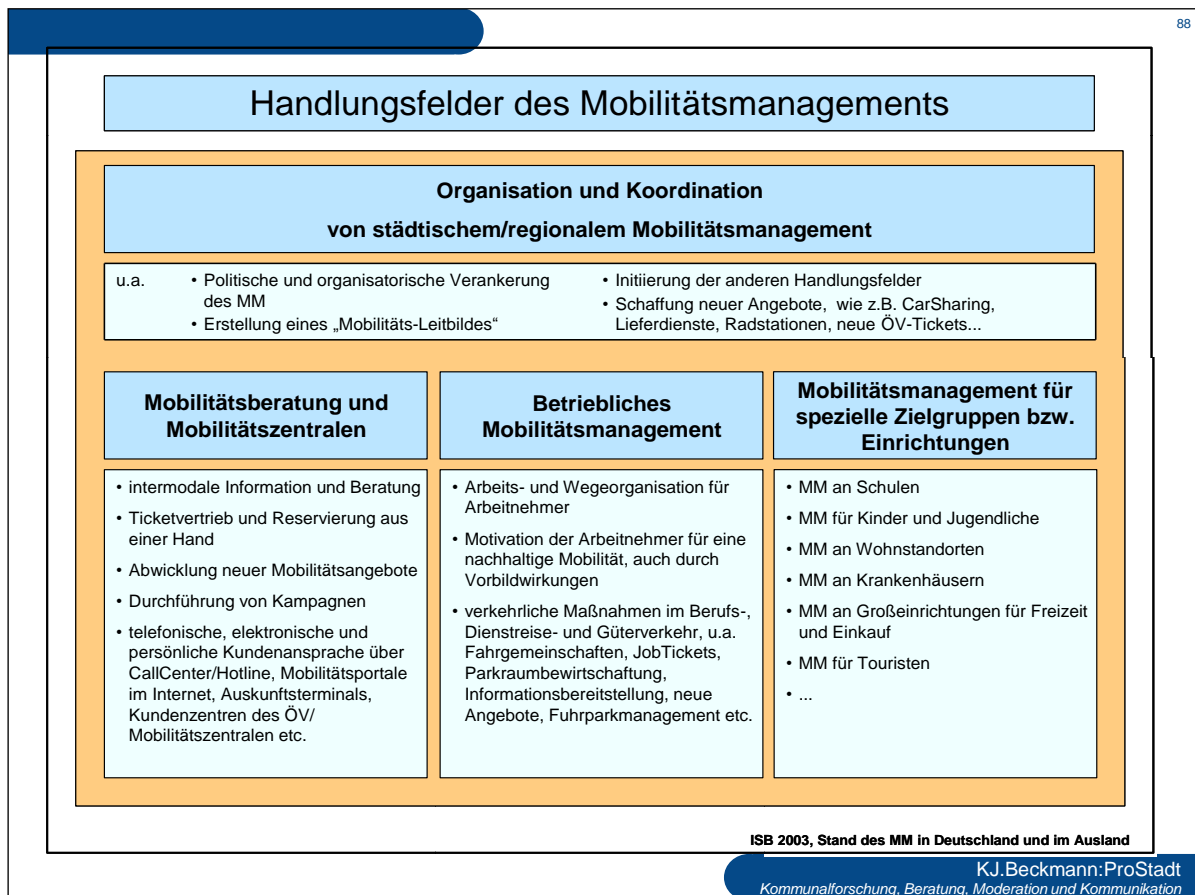 88
Handlungsfelder des Mobilitätsmanagements
Organisation und Koordination
von städtischem/regionalem Mobilitätsmanagement
u.a.
• Politische und organisatorische Verankerung
des MM
• Erstellung eines „Mobilitäts-Leitbildes“
• Initiierung der anderen Handlungsfelder
• Schaffung neuer Angebote, wie z.B. CarSharing,
Lieferdienste, Radstationen, neue ÖV-Tickets...
Mobilitätsberatung und
Mobilitätszentralen
• intermodale Information und Beratung
• Ticketvertrieb und Reservierung aus
einer Hand
• Abwicklung neuer Mobilitätsangebote
• Durchführung von Kampagnen
• telefonische, elektronische und
persönliche Kundenansprache über
CallCenter/Hotline, Mobilitätsportale
im Internet, Auskunftsterminals,
Kundenzentren des ÖV/
Mobilitätszentralen etc.
Betriebliches
Mobilitätsmanagement
• Arbeits- und Wegeorganisation für
Arbeitnehmer
• Motivation der Arbeitnehmer für eine
nachhaltige Mobilität, auch durch
Vorbildwirkungen
• verkehrliche Maßnahmen im Berufs-,
Dienstreise- und Güterverkehr, u.a.
Fahrgemeinschaften, JobTickets,
Parkraumbewirtschaftung,
Informationsbereitstellung, neue
Angebote, Fuhrparkmanagement etc.
Mobilitätsmanagement für
spezielle Zielgruppen bzw.
Einrichtungen
• MM an Schulen
• MM für Kinder und Jugendliche
• MM an Wohnstandorten
• MM an Krankenhäusern
• MM an Großeinrichtungen für Freizeit
und Einkauf
• MM für Touristen
• ...
ISB 2003, Stand des MM in Deutschland und im Ausland
KJ.Beckmann:ProStadt
Kommunalforschung, Beratung, Moderation und Kommunikation